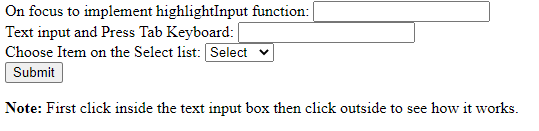 On focus to implement highlightInput function:
Text input and Press Tab Keyboard:
Choose Item on the Select list: Select
Submit
Note: First click inside the text input box then click outside to see how it works.